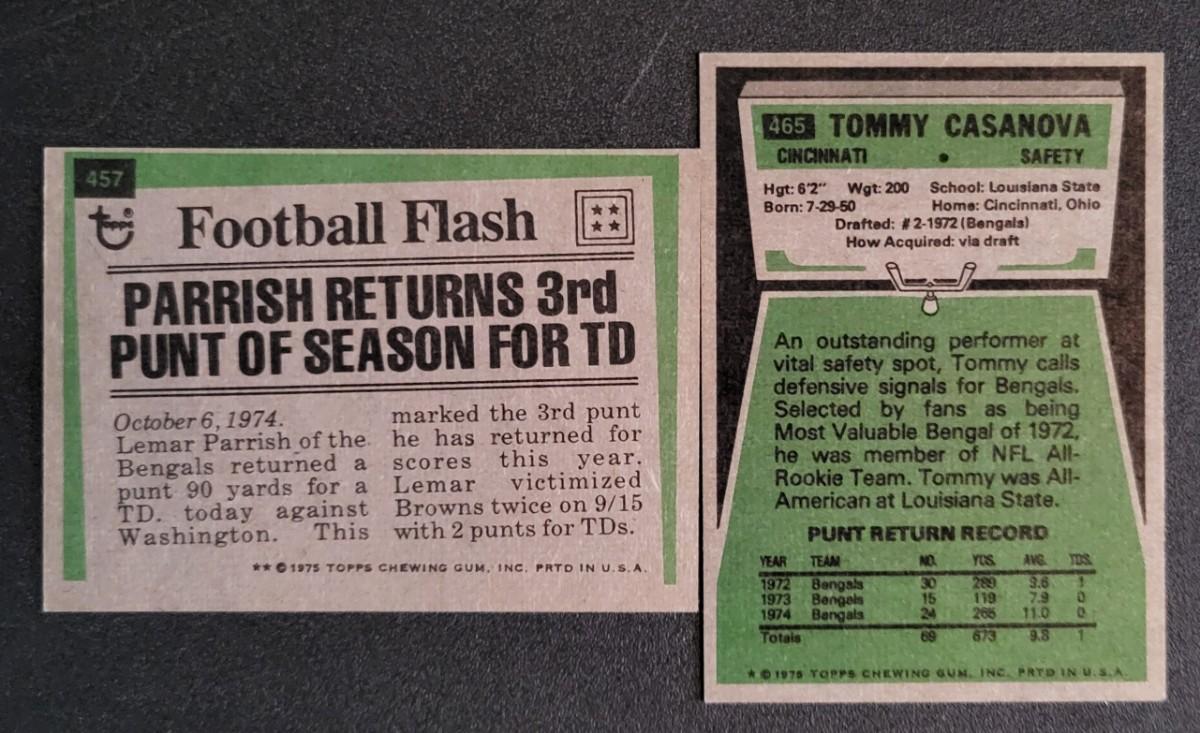 457
Topps
Football Flash
PARRISH RETURNS 3rd
PUNT OF SEASON FOR TD
October 6, 1974.
Lemar Parrish of the
Bengals returned a
punt 90 yards for a
TD. today against
Washington. This
marked the 3rd punt
he has returned for
scores this year.
Lemar victimized
Browns twice on 9/15
with 2 punts for TDs.
** © 1975 TOPPS CHEWING GUM, INC. PRTD IN U.S.A.
465 TOMMY CASANOVA
CINCINNATI • SAFETY
Hgt: 6'2" Wgt: 200 School: Louisiana State
Born: 7-29-50 Home: Cincinnati, Ohio
Drafted: #2-1972 (Bengals)
How Acquired: via draft
An outstanding performer at
vital safety spot, Tommy calls
defensive signals for Bengals.
Selected by fans as being
Most Valuable Bengal of 1972,
he was member of NFL All-
Rookie Team. Tommy was All-
American at Louisiana State.
PUNT RETURN RECORD
YEAR TEAM NO. YDS. AVG. TDS.
1972 Bengals 30 289 9.6 1
1973 Bengals 15 119 7.9 0
1974 Bengals 24 265 11.0 0
Totals 69 673 9.8 1
* © 1975 TOPPS CHEWING GUM, INC. PRTD IN U.S.A.